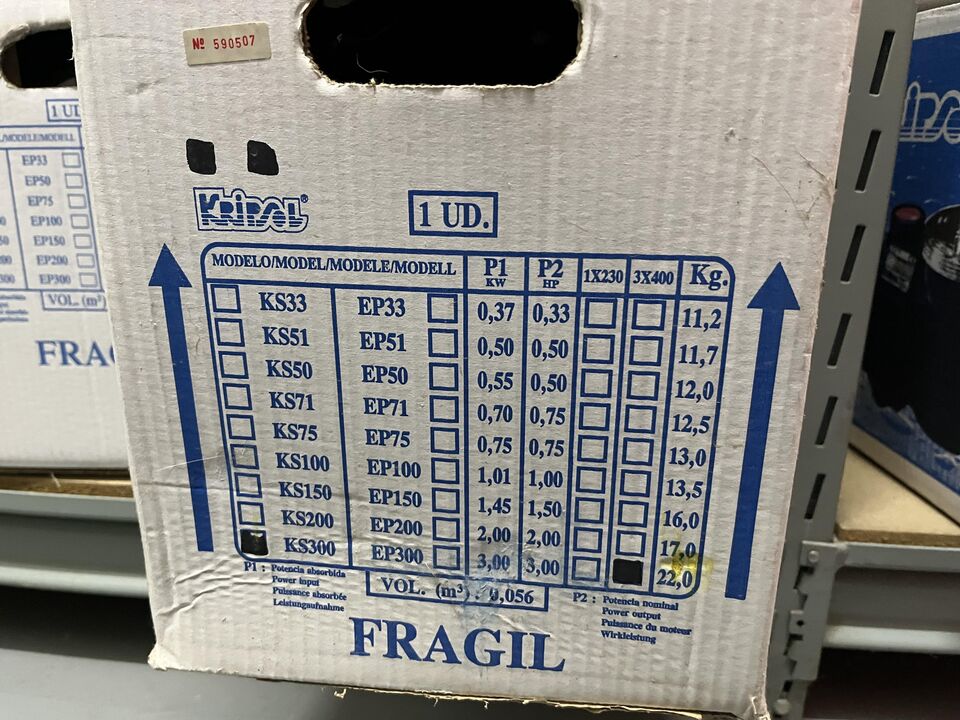 Nº 590507
KRIPSOL®
1 UD.
MODELO/MODEL/MODELE/MODELL P1 KW P2 HP 1X230 3X400 Kg.
KS33 EP33 0,37 0,33 11,2
KS51 EP51 0,50 0,50 11,7
KS50 EP50 0,55 0,50 12,0
KS71 EP71 0,70 0,75 12,5
KS75 EP75 0,75 0,75 13,0
KS100 EP100 1,01 1,00 13,5
KS150 EP150 1,45 1,50 16,0
KS200 EP200 2,00 2,00 17,0
KS300 EP300 3,00 3,00 22,0
P1 : Potencia absorbida
Power input
Puissance absorbée
Leistungaufnahme
VOL. (m³) : 0,056
P2 : Potencia nominal
Power output
Puissance du moteur
Wirkleistung
FRAGIL
1 UD
/MODELE/MODELL
EP33
EP50
EP75
EP100
EP150
EP200
EP300
VOL. (m³)
FRAG